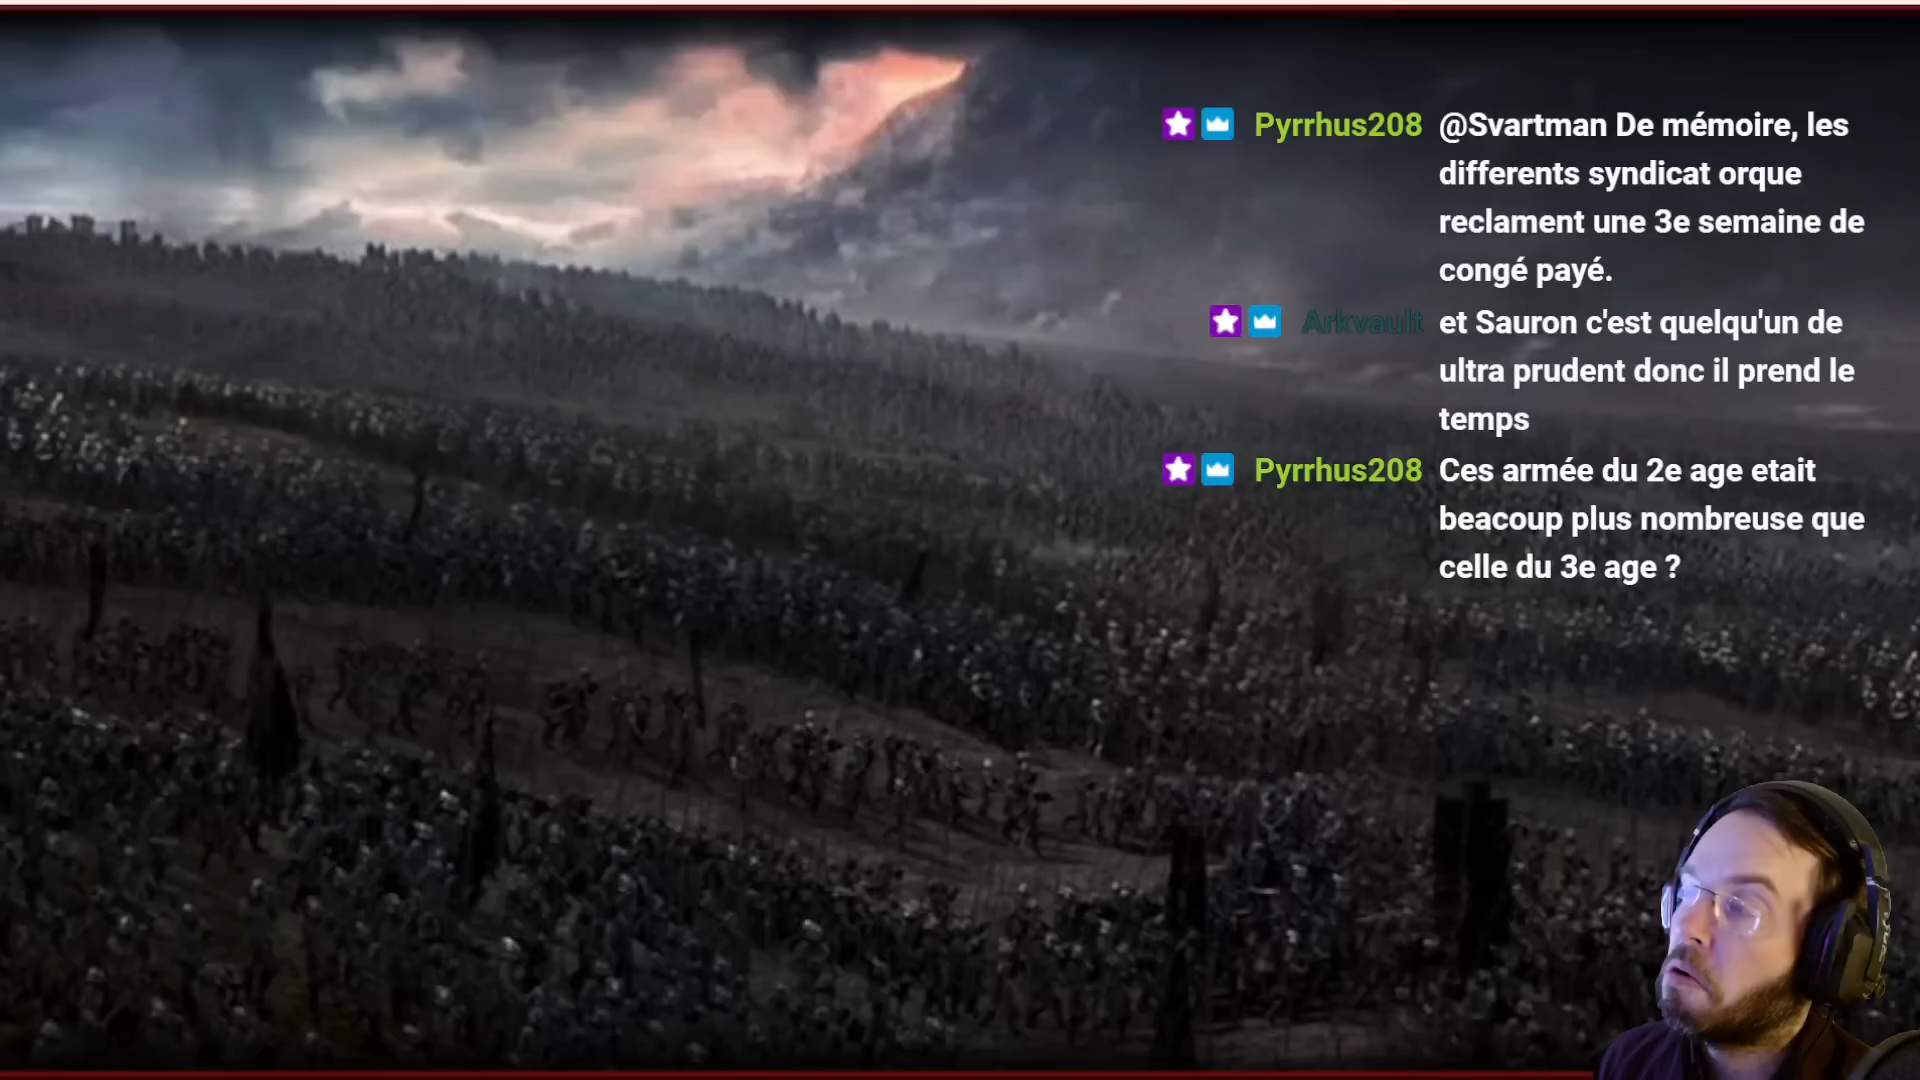 Pyrrhus208 @Svartman De mémoire, les
differents syndicat orque
reclament une 3e semaine de
congé payé.
Arkvault et Sauron c'est quelqu'un de
ultra prudent donc il prend le
temps
Pyrrhus208 Ces armée du 2e age etait
beacoup plus nombreuse que
celle du 3e age ?